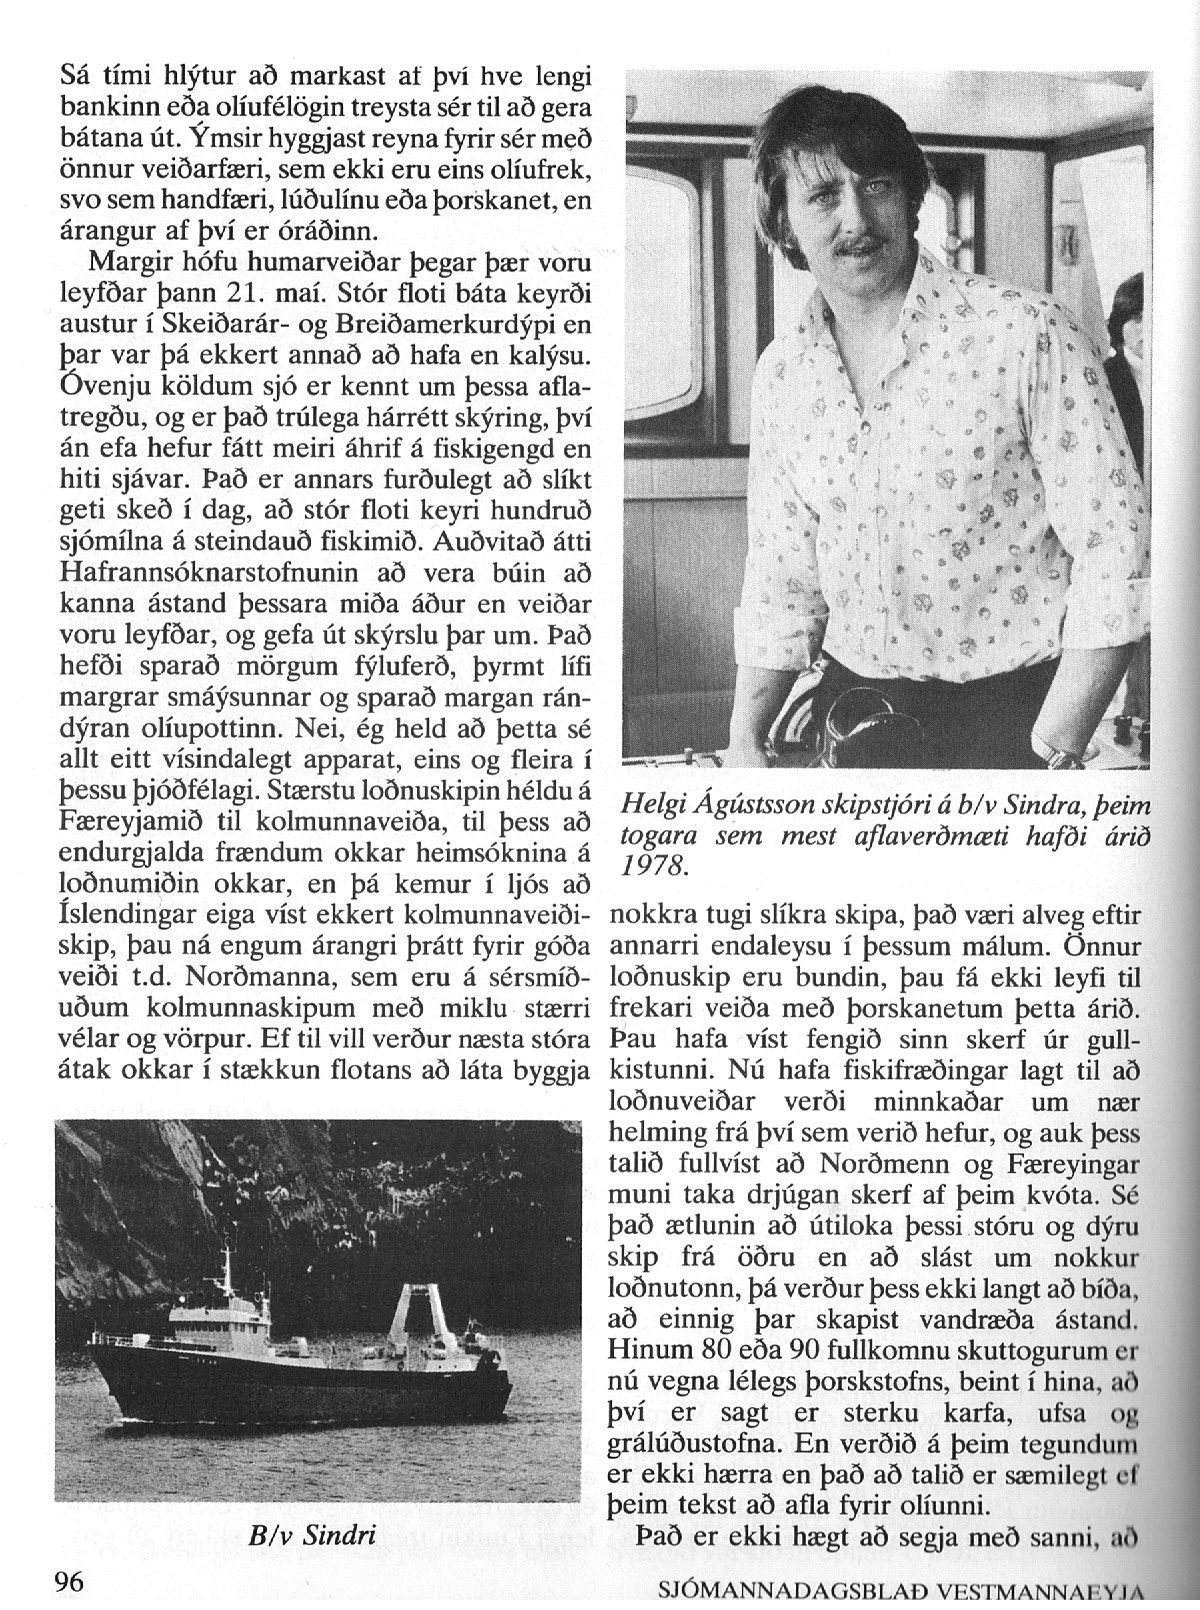 Sá tími hlýtur að markast af því hve lengi
bankinn eða olíufélögin treysta sér til að gera
bátana út. Ýmsir hyggjast reyna fyrir sér með
önnur veiðarfæri, sem ekki eru eins olíufrek,
svo sem handfæri, lúðulínu eða þorskanet, en
árangur af því er óráðinn.
Margir hófu humarveiðar þegar þær voru
leyfðar þann 21. maí. Stór floti báta keyrði
austur í Skeiðarár- og Breiðamerkurdýpi en
þar var þá ekkert annað að hafa en kalýsu.
Óvenju köldum sjó er kennt um þessa afla-
tregðu, og er það trúlega hárrétt skýring, því
án efa hefur fátt meiri áhrif á fiskigengd en
hiti sjávar. Það er annars furðulegt að slíkt
geti skeð í dag, að stór floti keyri hundruð
sjómílna á steindauð fiskimið. Auðvitað átti
Hafrannsóknarstofnunin að vera búin að
kanna ástand þessara miða áður en veiðar
voru leyfðar, og gefa út skýrslu þar um. Það
hefði sparað mörgum fýluferð, þyrmt lífi
margrar smáýsunnar og sparað margan rán-
dýran olíupottinn. Nei, ég held að þetta sé
allt eitt vísindalegt apparat, eins og fleira í
þessu þjóðfélagi. Stærstu loðnuskipin héldu á
Færeyjamið til kolmunnaveiða, til þess að
endurgjalda frændum okkar heimsóknina á
loðnumiðin okkar, en þá kemur í ljós að
Íslendingar eiga víst ekkert kolmunnaveiði-
skip, þau ná engum árangri þrátt fyrir góða
veiði t.d. Norðmanna, sem eru á sérsmíð-
uðum kolmunnaskipum með miklu stærri
vélar og vörpur. Ef til vill verður næsta stóra
átak okkar í stækkun flotans að láta byggja
B/v Sindri
96
Helgi Ágústsson skipstjóri á b/v Sindra, þeim
togara sem mest aflaverðmæti hafði árið
1978.
nokkra tugi slíkra skipa, það væri alveg eftir
annarri endaleysu í þessum málum. Önnur
loðnuskip eru bundin, þau fá ekki leyfi til
frekari veiða með þorskanetum þetta árið.
Þau hafa víst fengið sinn skerf úr gull-
kistunni. Nú hafa fiskifræðingar lagt til að
loðnuveiðar verði minnkaðar um nær
helming frá því sem verið hefur, og auk þess
talið fullvíst að Norðmenn og Færeyingar
muni taka drjúgan skerf af þeim kvóta. Sé
það ætlunin að útiloka þessi stóru og dýru
skip frá öðru en að slást um nokkur
loðnutonn, þá verður þess ekki langt að bíða,
að einnig þar skapist vandræða ástand.
Hinum 80 eða 90 fullkomnu skuttogurum er
nú vegna lélegs þorskstofns, beint í hina, að
því er sagt er sterku karfa, ufsa og
grálúðustofna. En verðið á þeim tegundum
er ekki hærra en það að talið er sæmilegt ef
þeim tekst að afla fyrir olíunni.
Það er ekki hægt að segja með sanni, að
SJÓMANNADAGSBLAÐ VESTMANNAEYJA